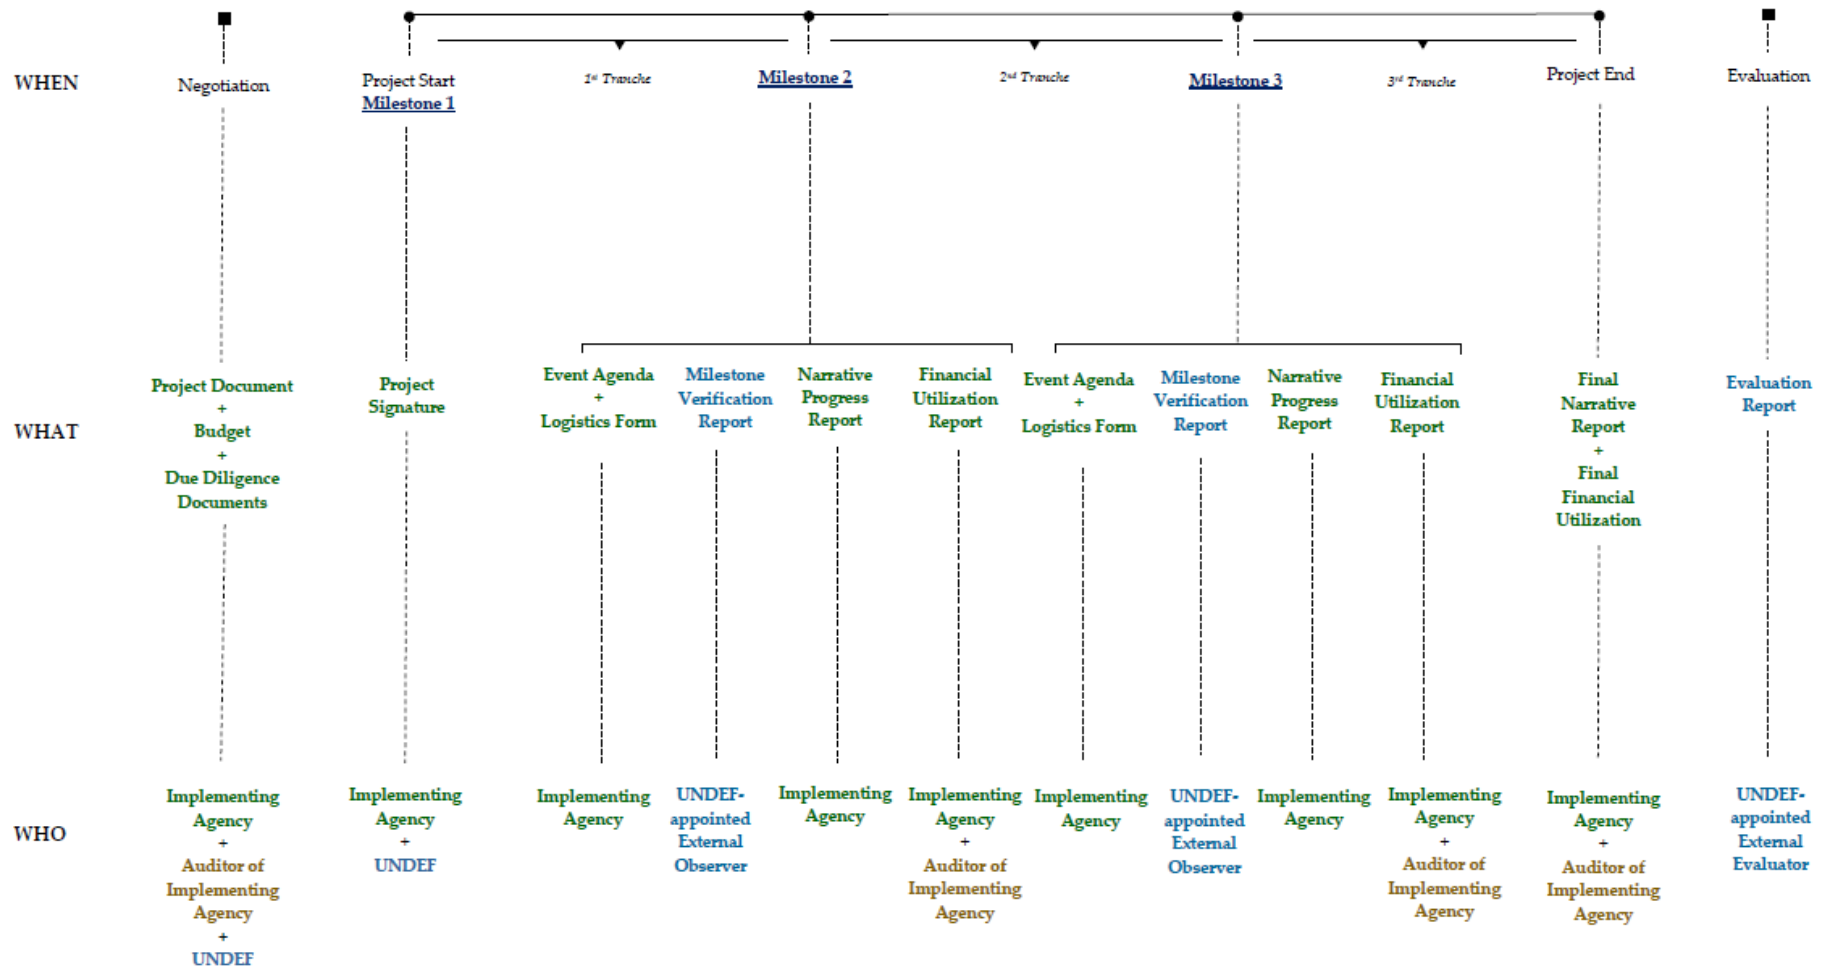 WHEN
Negotiation
Project Start
Milestone 1
1st Tranche
Milestone 2
2nd Tranche
Milestone 3
3rd Tranche
Project End
Evaluation
WHAT
Project Document
+
Budget
+
Due Diligence
Documents
Project
Signature
Event Agenda
+
Logistics Form
Milestone
Verification
Report
Narrative
Progress
Report
Financial
Utilization
Report
Event Agenda
+
Logistics Form
Milestone
Verification
Report
Narrative
Progress
Report
Financial
Utilization
Report
Final
Narrative
Report
+
Final
Financial
Utilization
Evaluation
Report
WHO
Implementing
Agency
+
Auditor of
Implementing
Agency
+
UNDEF
Implementing
Agency
+
UNDEF
Implementing
Agency
UNDEF-
appointed
External
Observer
Implementing
Agency
Implementing
Agency
+
Auditor of
Implementing
Agency
Implementing
Agency
UNDEF-
appointed
External
Observer
Implementing
Agency
Implementing
Agency
+
Auditor of
Implementing
Agency
Implementing
Agency
+
Auditor of
Implementing
Agency
UNDEF-
appointed
External
Evaluator